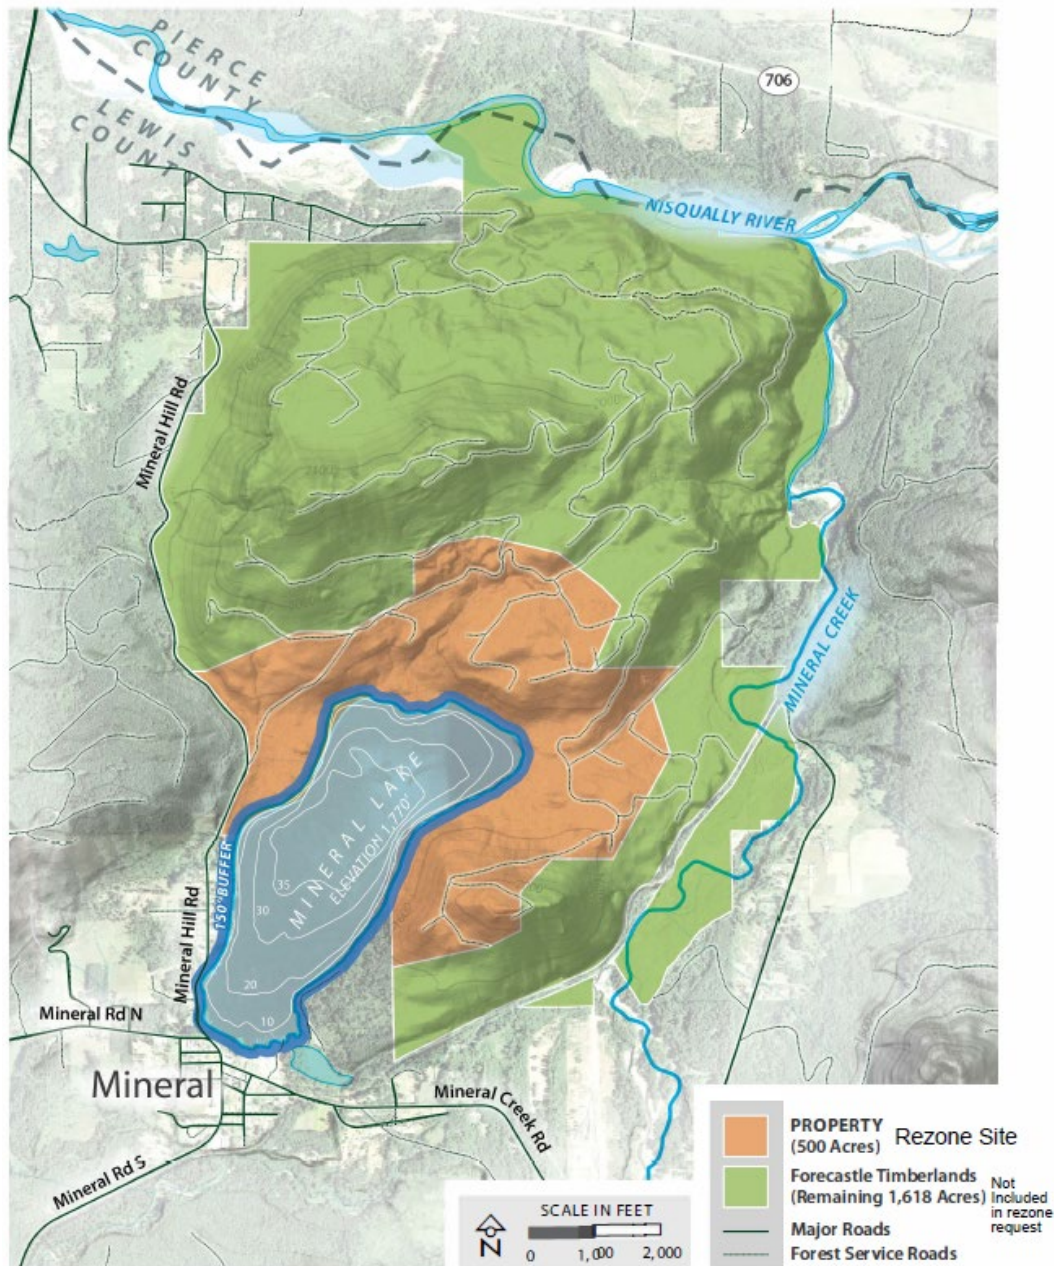 PIERCE
COUNTY
LEWIS
COUNT
706
NISQUALLY RIVER
Mineral Hill Rd
MINERAL CREEK
MINERAL LAKE
ELEVATION 1,770'
35
30
20
10
150' BUFFER
Mineral Hill Rd
Mineral Rd N
Mineral
Mineral Creek Rd
Mineral Rd S
N
SCALE IN FEET
0 1,000 2,000
PROPERTY
(500 Acres) Rezone Site
Forecastle Timberlands
(Remaining 1,618 Acres) Not Included in rezone request
Major Roads
Forest Service Roads